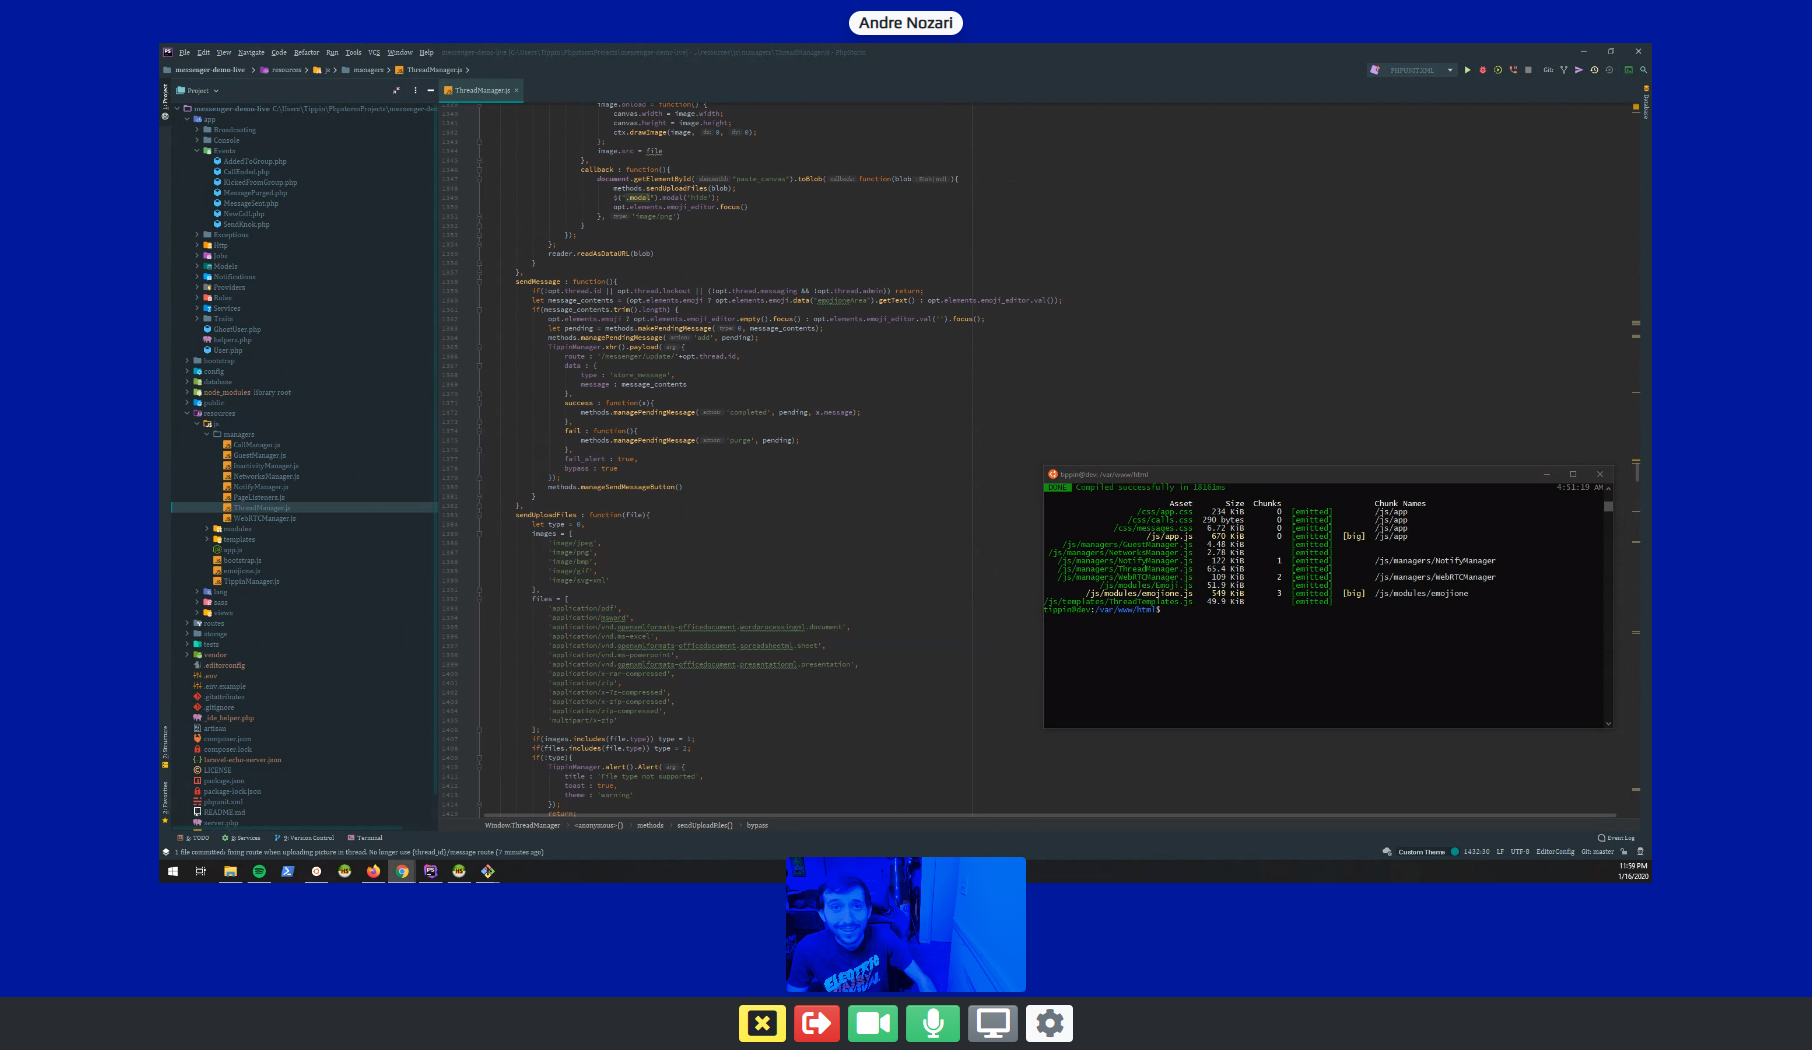 Andre Nozari
File Edit View Navigate Code Refactor Run Tools VCS Window Help
messenger-demo-live resources js managers ThreadManager.js
PHPUNIT.XML
Git:
Project
ThreadManager.js
messenger-demo-live
app
Broadcasting
Console
Events
AddedToGroup.php
CallEnded.php
KickedFromGroup.php
MessagePurged.php
MessageSent.php
NewCall.php
SendKnok.php
Exceptions
Http
Jobs
Models
Notifications
Providers
Rules
Services
Traits
GhostUser.php
helpers.php
User.php
bootstrap
config
database
node_modules library root
public
resources
js
managers
CallManager.js
GuestManager.js
InactivityManager.js
NetworksManager.js
NotifyManager.js
PageListeners.js
ThreadManager.js
WebRTCManager.js
modules
templates
app.js
bootstrap.js
emojione.js
TippinManager.js
lang
sass
views
routes
storage
tests
vendor
.editorconfig
.env
.env.example
.gitattributes
.gitignore
_ide_helper.php
artisan
composer.json
composer.lock
laravel-echo-server.json
LICENSE
package.json
package-lock.json
phpunit.xml
README.md
server.php
image.onload = function() {
canvas.width = image.width;
canvas.height = image.height;
ctx.drawImage(image, dx: 0, dy: 0);
};
image.src = file
},
callback : function(){
document.getElementById( elementId: "paste_canvas").toBlob( callback: function(blob : Blob|null ){
methods.sendUploadFiles(blob);
$(".modal").modal('hide');
opt.elements.emoji_editor.focus()
}, type: 'image/png')
}
});
};
reader.readAsDataURL(blob)
}
},
sendMessage : function(){
if(!opt.thread.id || opt.thread.lockout || (!opt.thread.messaging && !opt.thread.admin)) return;
let message_contents = (opt.elements.emoji ? opt.elements.emoji.data("emojioneArea").getText() : opt.elements.emoji_editor.val());
if(message_contents.trim().length) {
opt.elements.emoji ? opt.elements.emoji_editor.empty().focus() : opt.elements.emoji_editor.val('').focus();
let pending = methods.makePendingMessage( type: 0, message_contents);
methods.managePendingMessage( action: 'add', pending);
TippinManager.xhr().payload( arg: {
route : '/messenger/update/'+opt.thread.id,
data : {
type : 'store_message',
message : message_contents
},
success : function(x){
methods.managePendingMessage( action: 'completed', pending, x.message);
},
fail : function(){
methods.managePendingMessage( action: 'purge', pending);
},
fail_alert : true,
bypass : true
});
methods.manageSendMessageButton()
}
},
sendUploadFiles : function(file){
let type = 0,
images = [
'image/jpeg',
'image/png',
'image/bmp',
'image/gif',
'image/svg+xml'
],
files = [
'application/pdf',
'application/msword',
'application/vnd.openxmlformats-officedocument.wordprocessingml.document',
'application/vnd.ms-excel',
'application/vnd.openxmlformats-officedocument.spreadsheetml.sheet',
'application/vnd.ms-powerpoint',
'application/vnd.openxmlformats-officedocument.presentationml.presentation',
'application/x-rar-compressed',
'application/zip',
'application/x-7z-compressed',
'application/x-zip-compressed',
'application/zip-compressed',
'multipart/x-zip'
];
if(images.includes(file.type)) type = 1;
if(files.includes(file.type)) type = 2;
if(!type){
TippinManager.alert().Alert( arg: {
title : 'File type not supported',
toast : true,
theme : 'warning'
});
return;
Window.ThreadManager <anonymous>() methods sendUploadFiles() bypass
tippin@dev: /var/www/html
DONE Compiled successfully in 18161ms 4:51:19 AM
Asset Size Chunks Chunk Names
/css/app.css 234 KiB 0 [emitted] /js/app
/css/calls.css 290 bytes 0 [emitted] /js/app
/css/messages.css 6.72 KiB 0 [emitted] /js/app
/js/app.js 670 KiB 0 [emitted] [big] /js/app
/js/managers/GuestManager.js 4.48 KiB [emitted]
/js/managers/NetworksManager.js 2.78 KiB [emitted]
/js/managers/NotifyManager.js 122 KiB 1 [emitted] /js/managers/NotifyManager
/js/managers/ThreadManager.js 65.4 KiB [emitted]
/js/managers/WebRTCManager.js 109 KiB 2 [emitted] /js/managers/WebRTCManager
/js/modules/Emoji.js 51.9 KiB [emitted]
/js/modules/emojione.js 549 KiB 3 [emitted] [big] /js/modules/emojione
/js/templates/ThreadTemplates.js 49.9 KiB [emitted]
tippin@dev:/var/www/html$
6: TODO 8: Services 9: Version Control Terminal Event Log
1 file committed: fixing route when uploading picture in thread. No longer use {thread_id}/message route (7 minutes ago)
Custom Theme 1432:30 LF UTF-8 EditorConfig Git: master
11:59 PM
1/16/2020
ELECTRIC